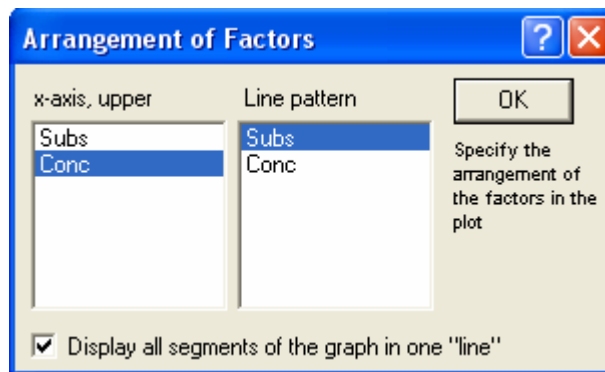 Arrangement of Factors
x-axis, upper
Subs
Conc
Line pattern
Subs
Conc
OK
Specify the
arrangement of
the factors in the
plot
Display all segments of the graph in one "line"